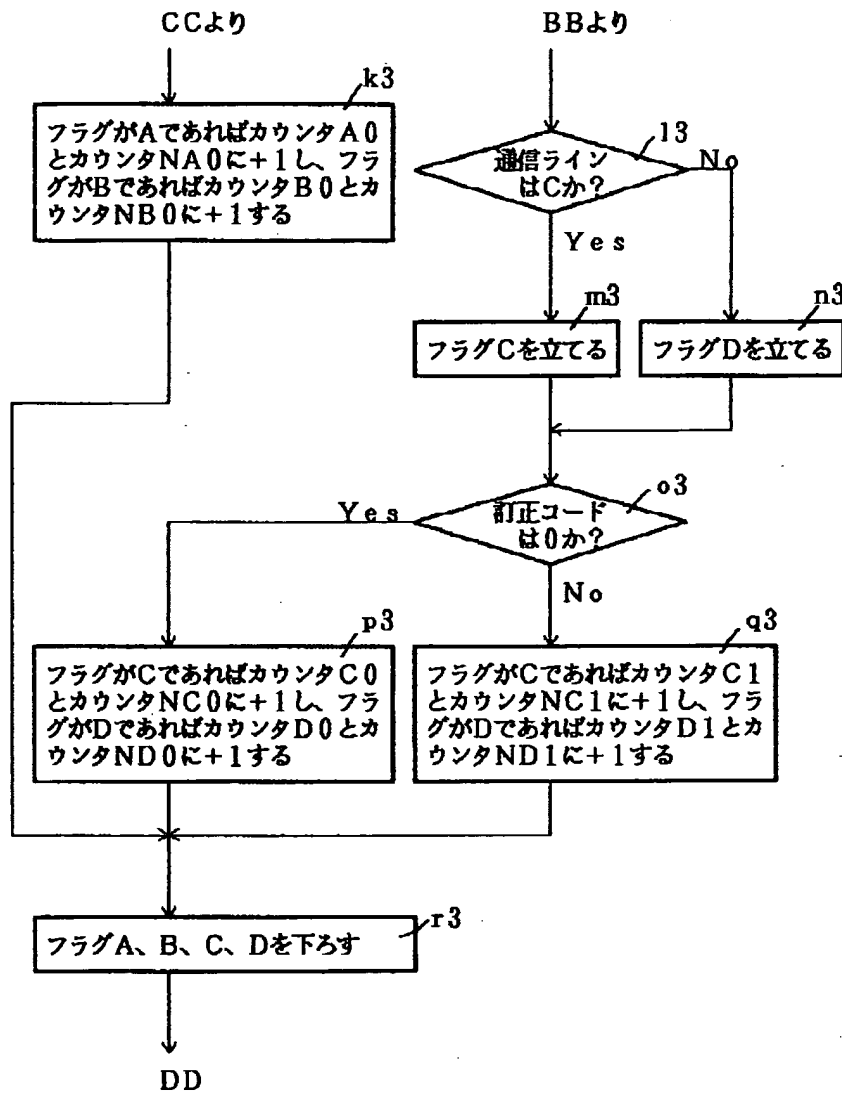 CCより
BBより
k3
フラグがAであればカウンタA0
とカウンタNA0に+1し、フラ
グがBであればカウンタB0とカ
ウンタNB0に+1する
l3
通信ライン
はCか?
No
Yes
m3
フラグCを立てる
n3
フラグDを立てる
o3
訂正コード
は0か?
Yes
No
p3
フラグがCであればカウンタC0
とカウンタNC0に+1し、フラ
グがDであればカウンタD0とカ
ウンタND0に+1する
q3
フラグがCであればカウンタC1
とカウンタNC1に+1し、フラ
グがDであればカウンタD1とカ
ウンタND1に+1する
r3
フラグA、B、C、Dを下ろす
DD